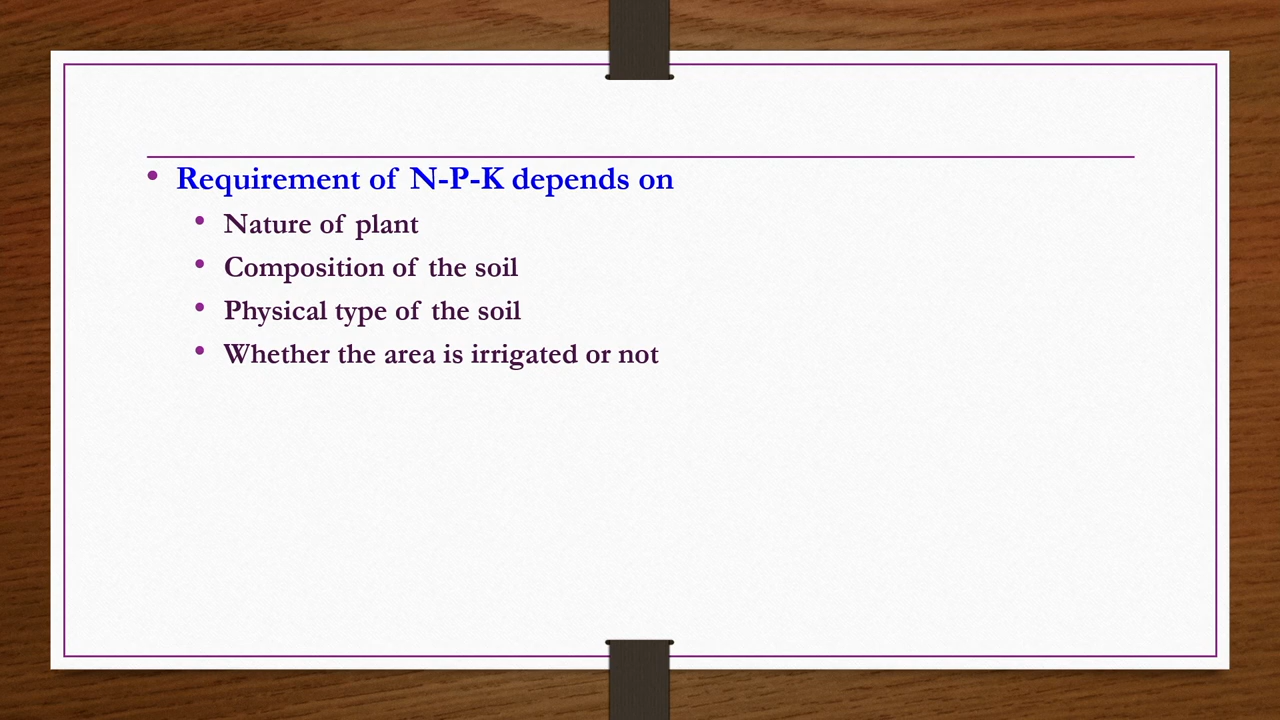 Requirement of N-P-K depends on
Nature of plant
Composition of the soil
Physical type of the soil
Whether the area is irrigated or not